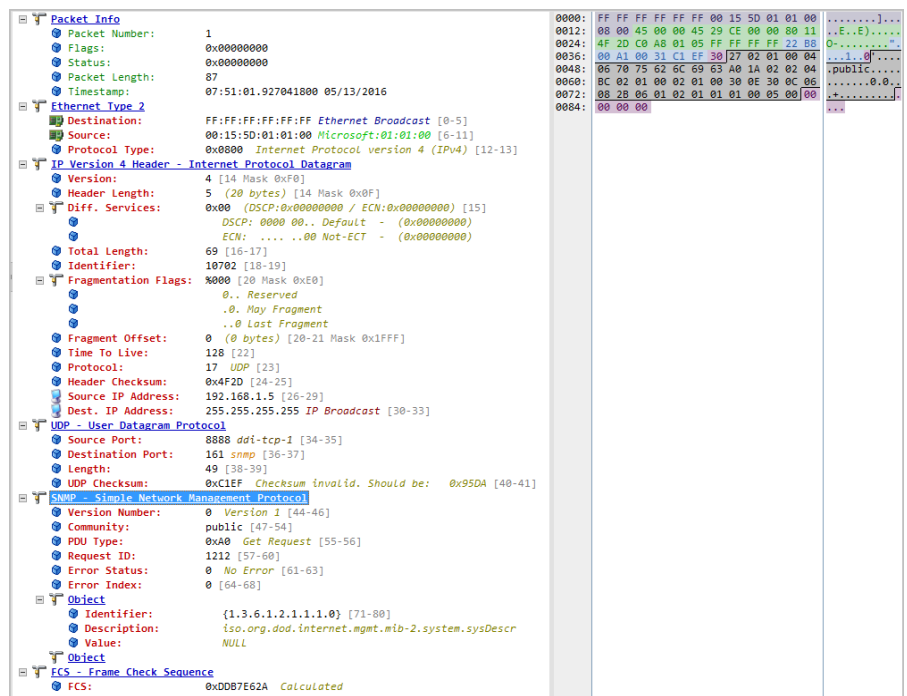 Packet Info
Packet Number: 1
Flags: 0x00000000
Status: 0x00000000
Packet Length: 87
Timestamp: 07:51:01.927041800 05/13/2016
Ethernet Type 2
Destination: FF:FF:FF:FF:FF:FF Ethernet Broadcast [0-5]
Source: 00:15:5D:01:01:00 Microsoft:01:01:00 [6-11]
Protocol Type: 0x0800 Internet Protocol version 4 (IPv4) [12-13]
IP Version 4 Header - Internet Protocol Datagram
Version: 4 [14 Mask 0xF0]
Header Length: 5 (20 bytes) [14 Mask 0x0F]
Diff. Services: 0x00 (DSCP:0x00000000 / ECN:0x00000000) [15]
DSCP: 0000 00.. Default - (0x00000000)
ECN: .... ..00 Not-ECT - (0x00000000)
Total Length: 69 [16-17]
Identifier: 10702 [18-19]
Fragmentation Flags: %000 [20 Mask 0xE0]
0.. Reserved
.0. May Fragment
..0 Last Fragment
Fragment Offset: 0 (0 bytes) [20-21 Mask 0x1FFF]
Time To Live: 128 [22]
Protocol: 17 UDP [23]
Header Checksum: 0x4F2D [24-25]
Source IP Address: 192.168.1.5 [26-29]
Dest. IP Address: 255.255.255.255 IP Broadcast [30-33]
UDP - User Datagram Protocol
Source Port: 8888 ddi-tcp-1 [34-35]
Destination Port: 161 snmp [36-37]
Length: 49 [38-39]
UDP Checksum: 0xC1EF Checksum invalid. Should be: 0x95DA [40-41]
SNMP - Simple Network Management Protocol
Version Number: 0 Version 1 [44-46]
Community: public [47-54]
PDU Type: 0xA0 Get Request [55-56]
Request ID: 1212 [57-60]
Error Status: 0 No Error [61-63]
Error Index: 0 [64-68]
Object
Identifier: {1.3.6.1.2.1.1.1.0} [71-80]
Description: iso.org.dod.internet.mgmt.mib-2.system.sysDescr
Value: NULL
Object
FCS - Frame Check Sequence
FCS: 0xDDB7E62A Calculated
0000: FF FF FF FF FF FF 00 15 5D 01 01 00 ........]...
0012: 08 00 45 00 00 45 29 CE 00 00 80 11 ..E..E).....
0024: 4F 2D C0 A8 01 05 FF FF FF FF 22 B8 O-........".
0036: 00 A1 00 31 C1 EF 30 27 02 01 00 04 ...1..0'....
0048: 06 70 75 62 6C 69 63 A0 1A 02 02 04 .public.....
0060: BC 02 01 00 02 01 00 30 0E 30 0C 06 .......0.0..
0072: 08 2B 06 01 02 01 01 01 00 05 00 00 .+..........
0084: 00 00 00 ...